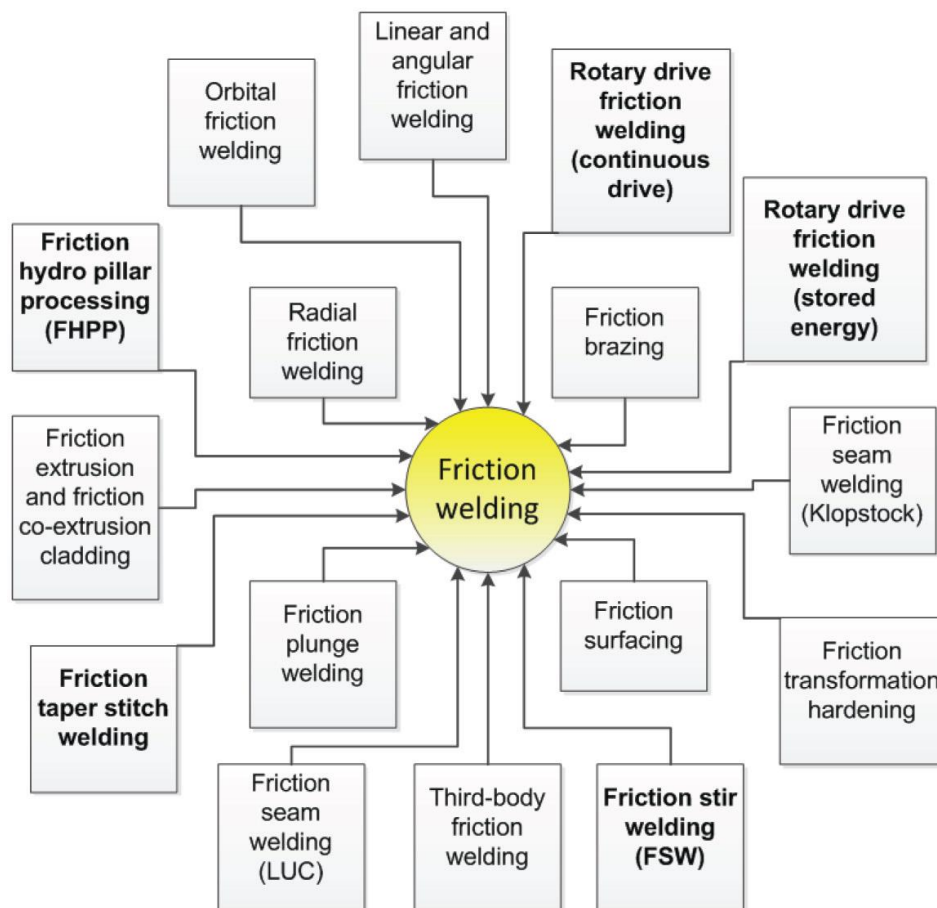 Linear and
angular
friction
welding
Orbital
friction
welding
Rotary drive
friction
welding
(continuous
drive)
Rotary drive
friction
welding
(stored
energy)
Friction
hydro pillar
processing
(FHPP)
Radial
friction
welding
Friction
brazing
Friction
extrusion
and friction
co-extrusion
cladding
Friction
welding
Friction
seam
welding
(Klopstock)
Friction
taper stitch
welding
Friction
plunge
welding
Friction
surfacing
Friction
transformation
hardening
Friction
seam
welding
(LUC)
Third-body
friction
welding
Friction stir
welding
(FSW)